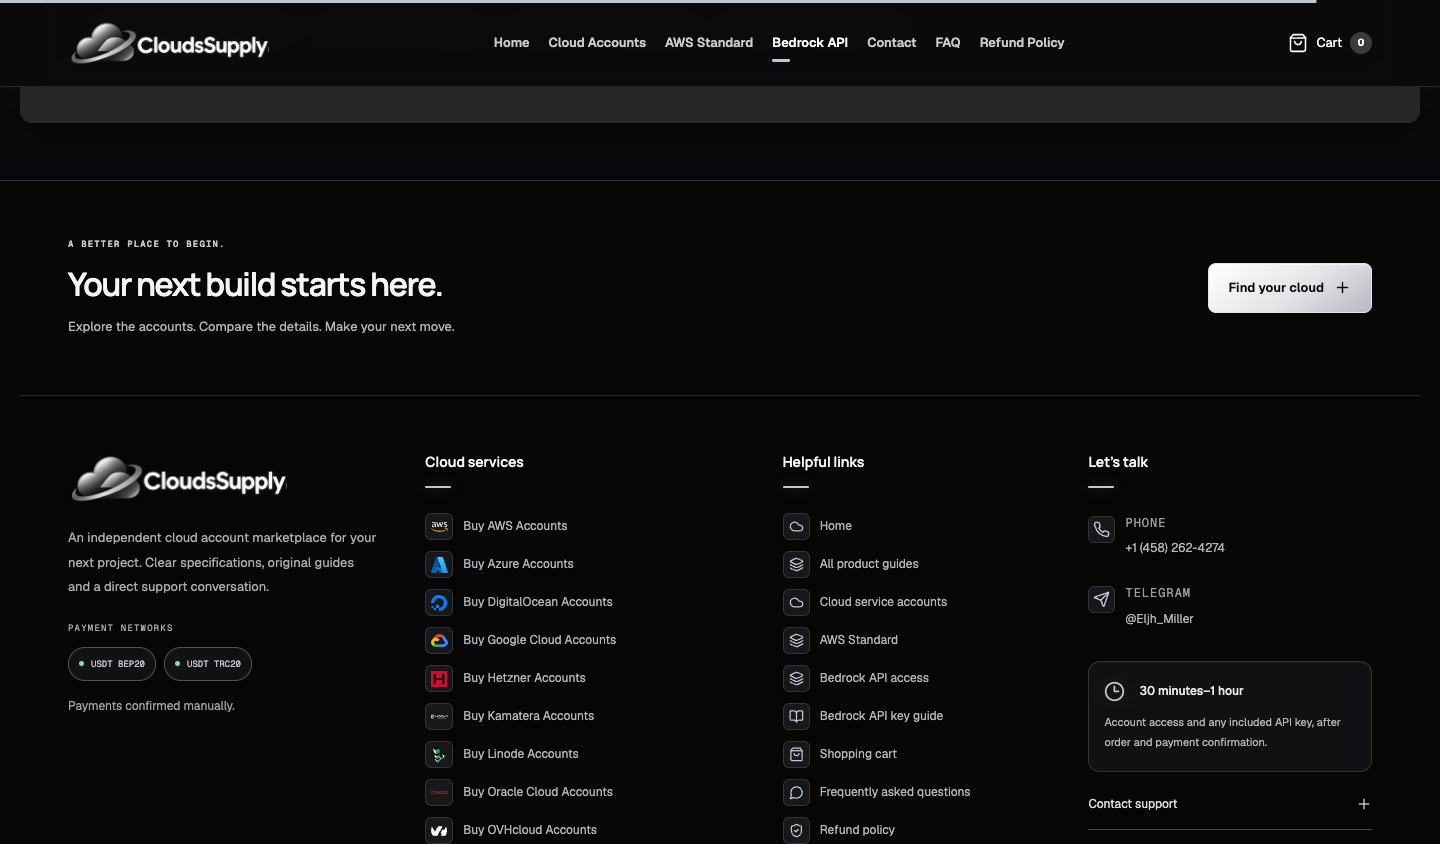 CloudsSupply
Home Cloud Accounts AWS Standard Bedrock API Contact FAQ Refund Policy
Cart 0
A BETTER PLACE TO BEGIN.
Your next build starts here.
Explore the accounts. Compare the details. Make your next move.
Find your cloud
CloudsSupply
An independent cloud account marketplace for your
next project. Clear specifications, original guides
and a direct support conversation.
PAYMENT NETWORKS
USDT BEP20 USDT TRC20
Payments confirmed manually.
Cloud services
aws Buy AWS Accounts
Buy Azure Accounts
Buy DigitalOcean Accounts
Buy Google Cloud Accounts
Buy Hetzner Accounts
Buy Kamatera Accounts
Buy Linode Accounts
ORACLE Buy Oracle Cloud Accounts
Buy OVHcloud Accounts
Helpful links
Home
All product guides
Cloud service accounts
AWS Standard
Bedrock API access
Bedrock API key guide
Shopping cart
Frequently asked questions
Refund policy
Let's talk
PHONE
+1 (458) 262-4274
TELEGRAM
@Eljh_Miller
30 minutes–1 hour
Account access and any included API key, after
order and payment confirmation.
Contact support